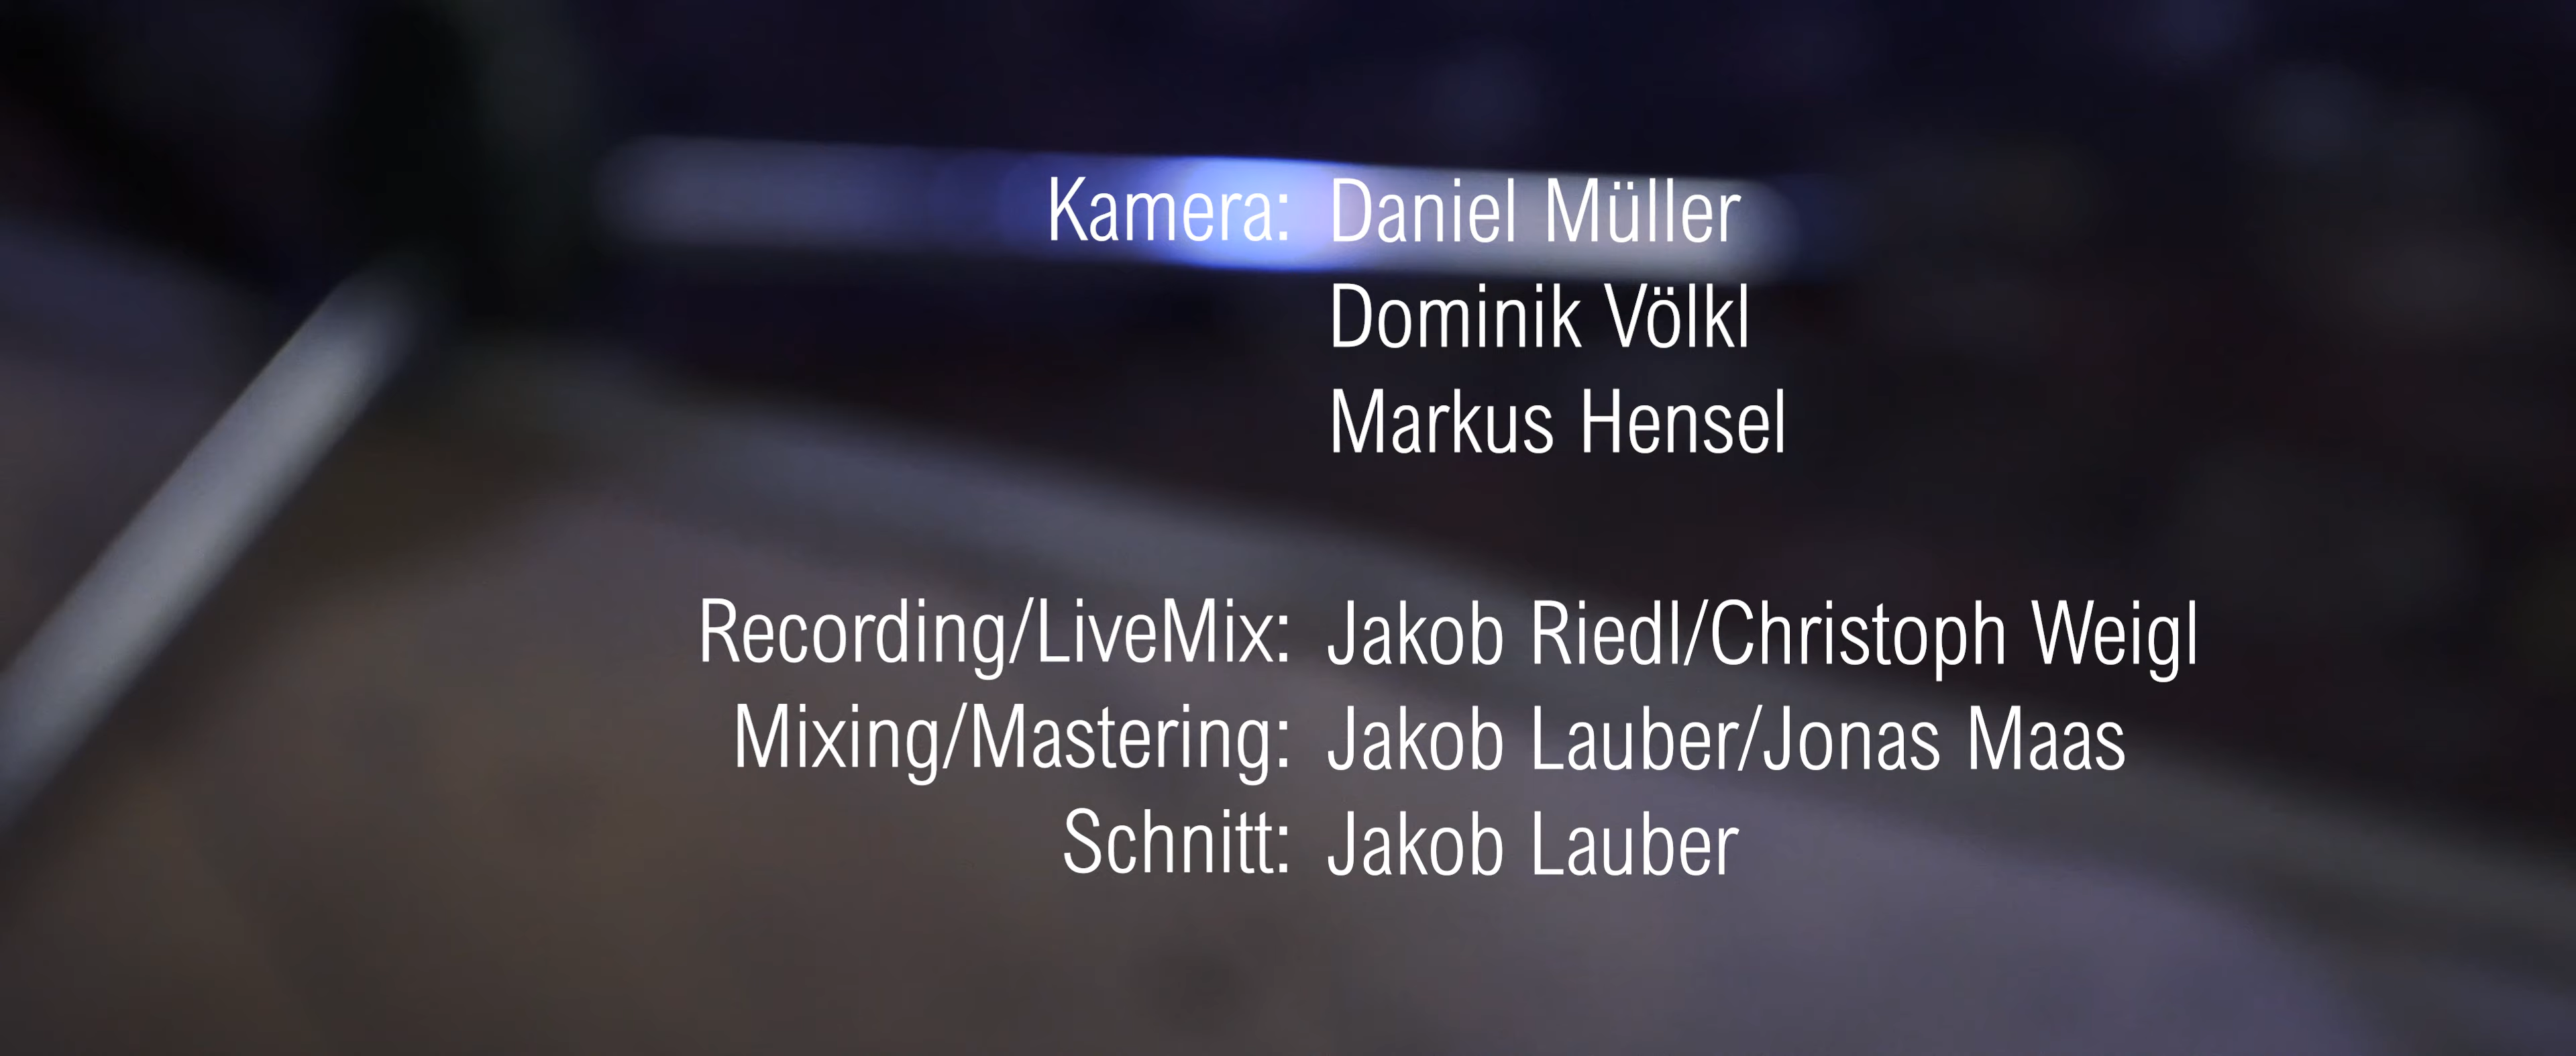 Kamera: Daniel Müller
Dominik Völkl
Markus Hensel
Recording/LiveMix: Jakob Riedl/Christoph Weigl
Mixing/Mastering: Jakob Lauber/Jonas Maas
Schnitt: Jakob Lauber